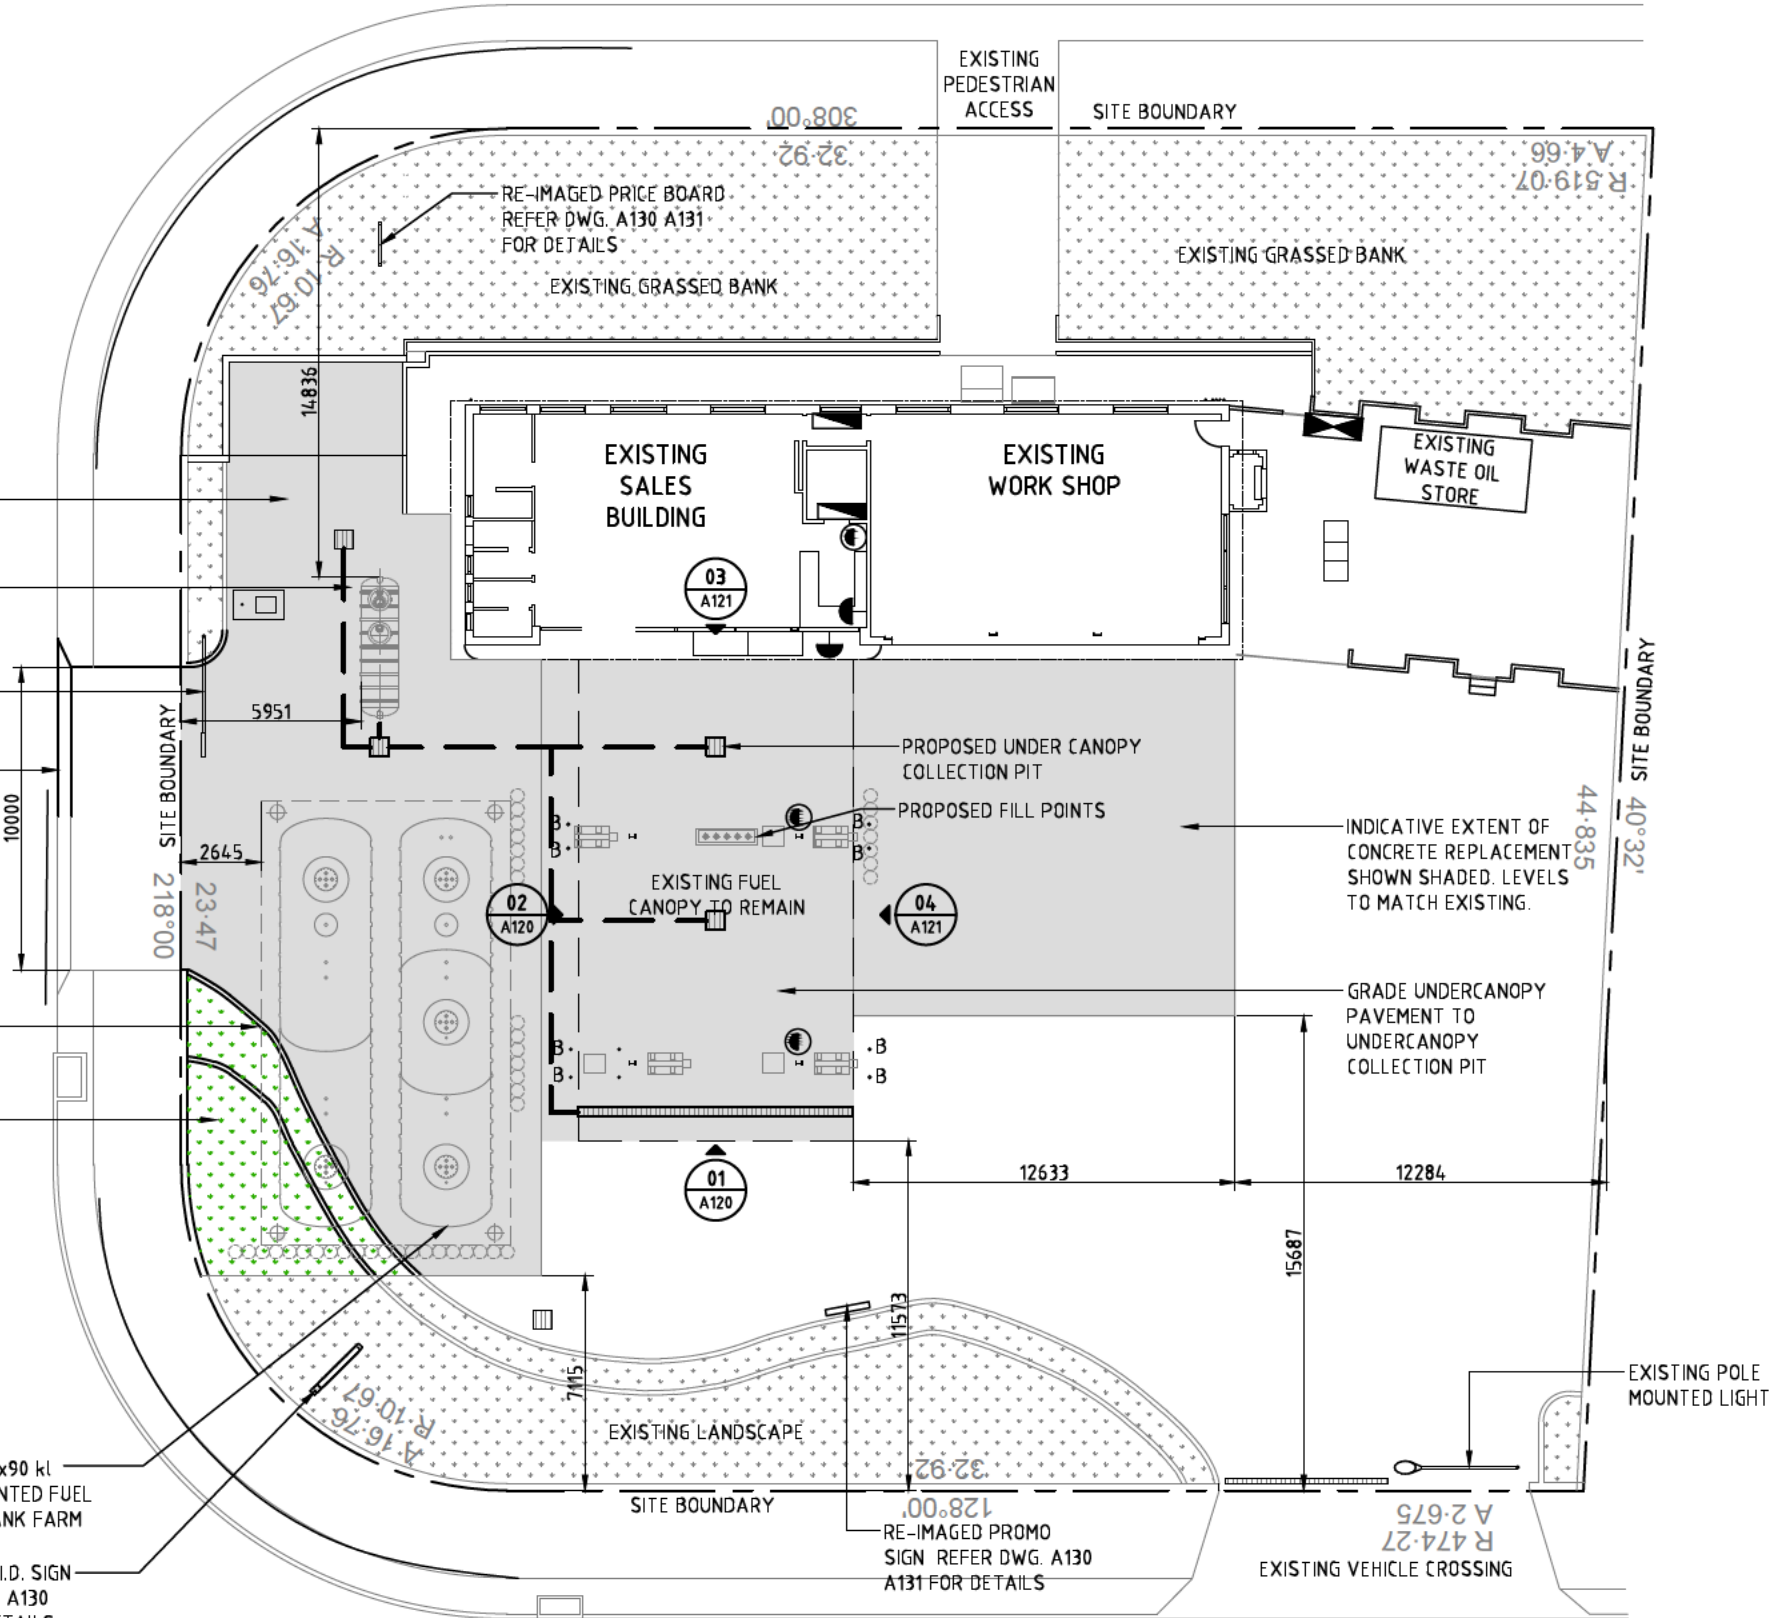 EXISTING
PEDESTRIAN
ACCESS
SITE BOUNDARY
308°00'
32·92
A 4·66
R 519·07
RE-IMAGED PRICE BOARD
REFER DWG. A130 A131
FOR DETAILS
A 16·76
R 10·67
EXISTING GRASSED BANK
EXISTING GRASSED BANK
14836
EXISTING
SALES
BUILDING
EXISTING
WORK SHOP
EXISTING
WASTE OIL
STORE
03
A121
5951
SITE BOUNDARY
10000
PROPOSED UNDER CANOPY
COLLECTION PIT
PROPOSED FILL POINTS
SITE BOUNDARY
44·835
40°32'
INDICATIVE EXTENT OF
CONCRETE REPLACEMENT
SHOWN SHADED. LEVELS
TO MATCH EXISTING.
2645
23·47
218°00
B
B
B
B
EXISTING FUEL
CANOPY TO REMAIN
02
A120
04
A121
GRADE UNDERCANOPY
PAVEMENT TO
UNDERCANOPY
COLLECTION PIT
B
B
B
B
01
A120
12633
12284
15687
11573
7115
EXISTING POLE
MOUNTED LIGHT
A 16·76
R 10·67
EXISTING LANDSCAPE
32·92
128°00'
SITE BOUNDARY
x90 kl
NTED FUEL
NK FARM
RE-IMAGED PROMO
SIGN REFER DWG. A130
A131 FOR DETAILS
A 2·675
R 474·27
EXISTING VEHICLE CROSSING
I.D. SIGN
A130